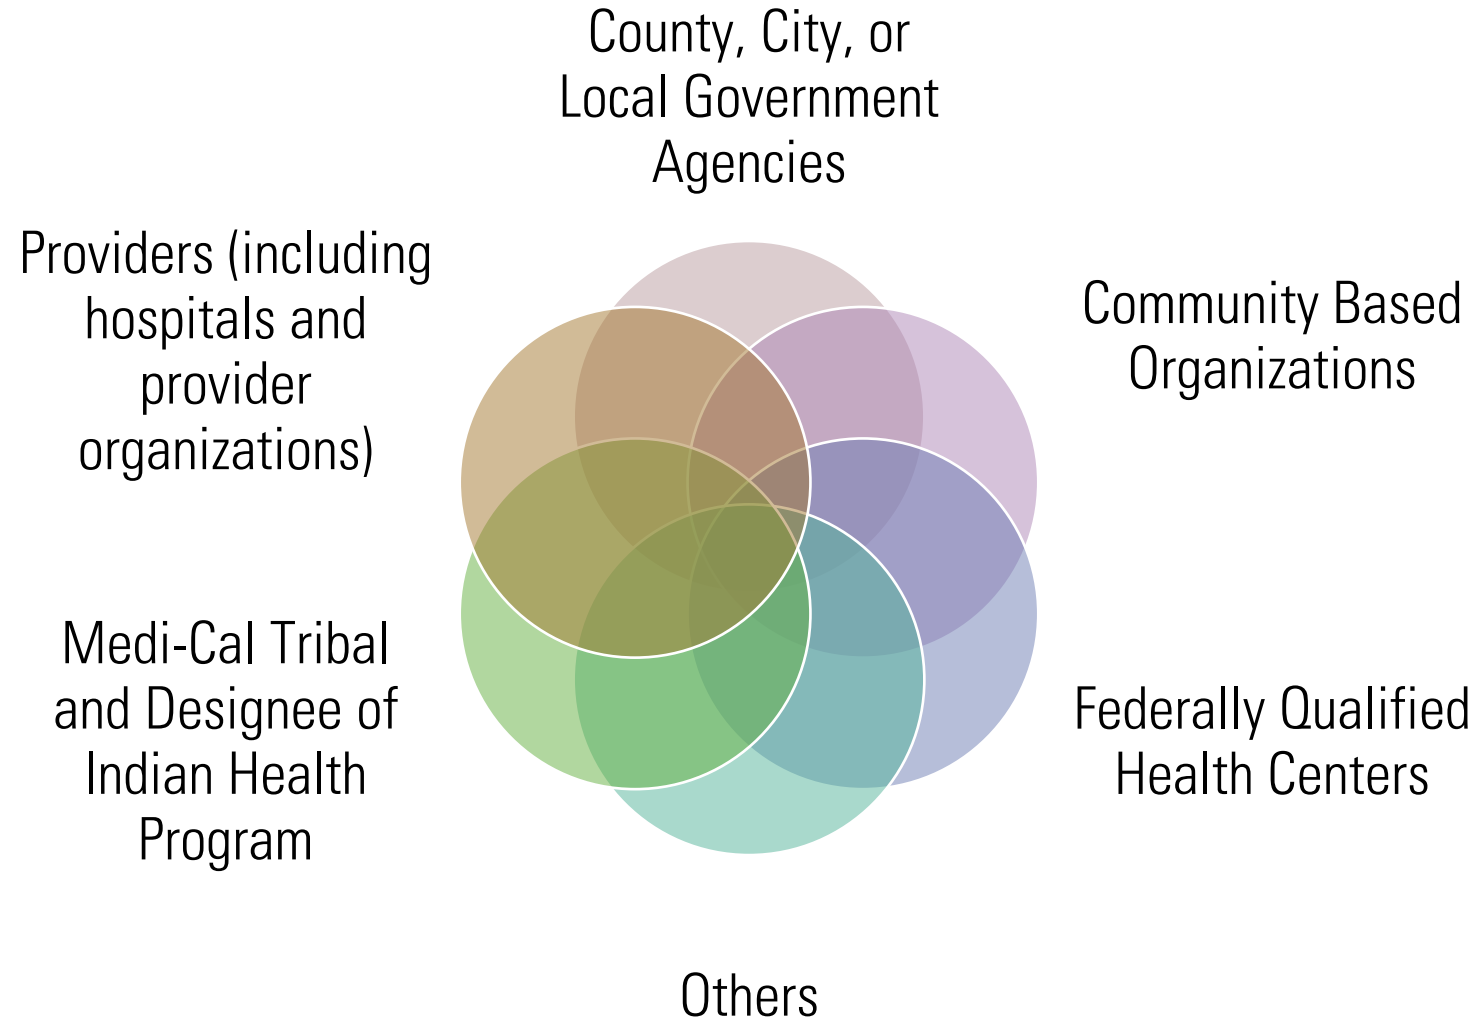 County, City, or
Local Government
Agencies
Providers (including
hospitals and
provider
organizations)
Community Based
Organizations
Medi-Cal Tribal
and Designee of
Indian Health
Program
Federally Qualified
Health Centers
Others